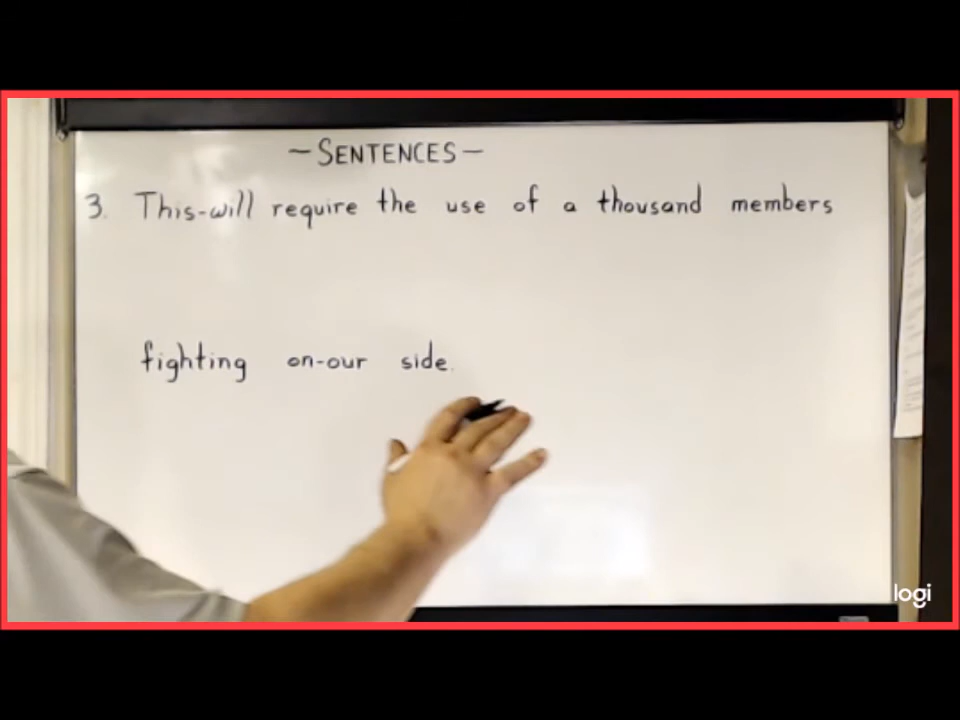 ~SENTENCES~
3. This-will require the use of a thousand members
fighting on-our side.
logi